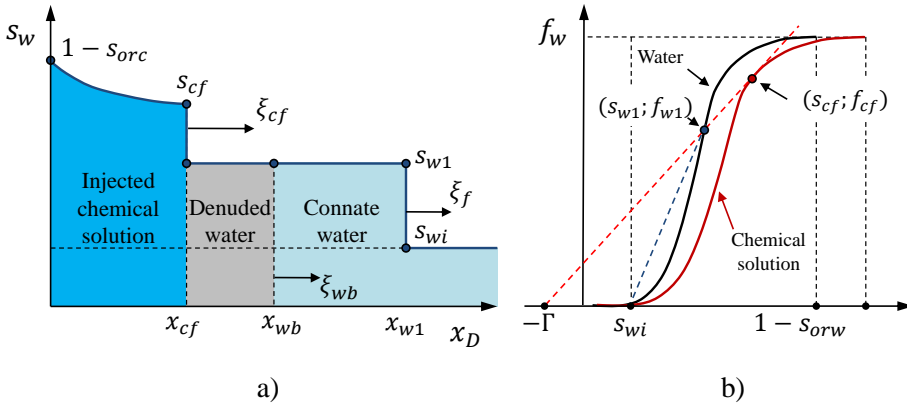 s_w
1 − s_orc
s_cf
ξ_cf
s_w1
ξ_f
s_wi
Injected
chemical
solution
Denuded
water
Connate
water
ξ_wb
x_cf
x_wb
x_w1
x_D
a)
f_w
Water
(s_w1; f_w1)
(s_cf; f_cf)
Chemical
solution
−Γ
s_wi
1 − s_orw
b)